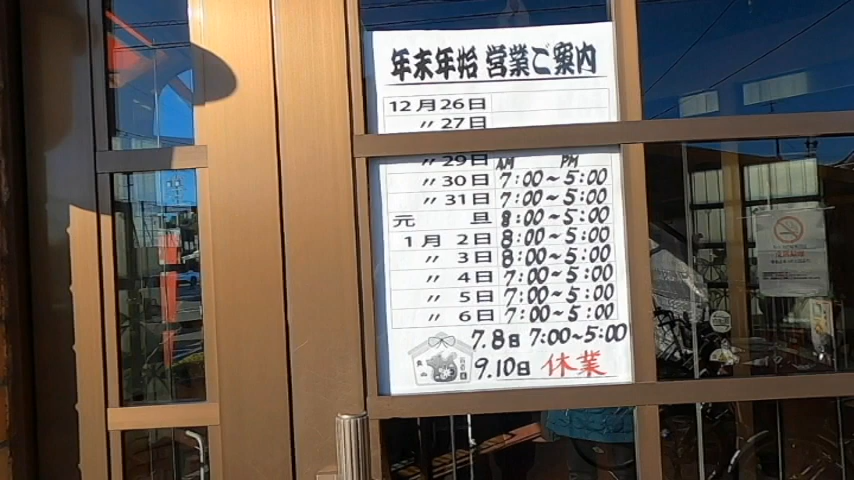 年末年始 営業ご案内
12月26日
〃27日
〃29日 AM PM
〃30日 7:00~5:00
〃31日 7:00~5:00
元旦 8:00~5:00
1月2日 8:00~5:00
〃3日 8:00~5:00
〃4日 7:00~5:00
〃5日 7:00~5:00
〃6日 7:00~5:00
7.8日 7:00~5:00
9.10日 休業